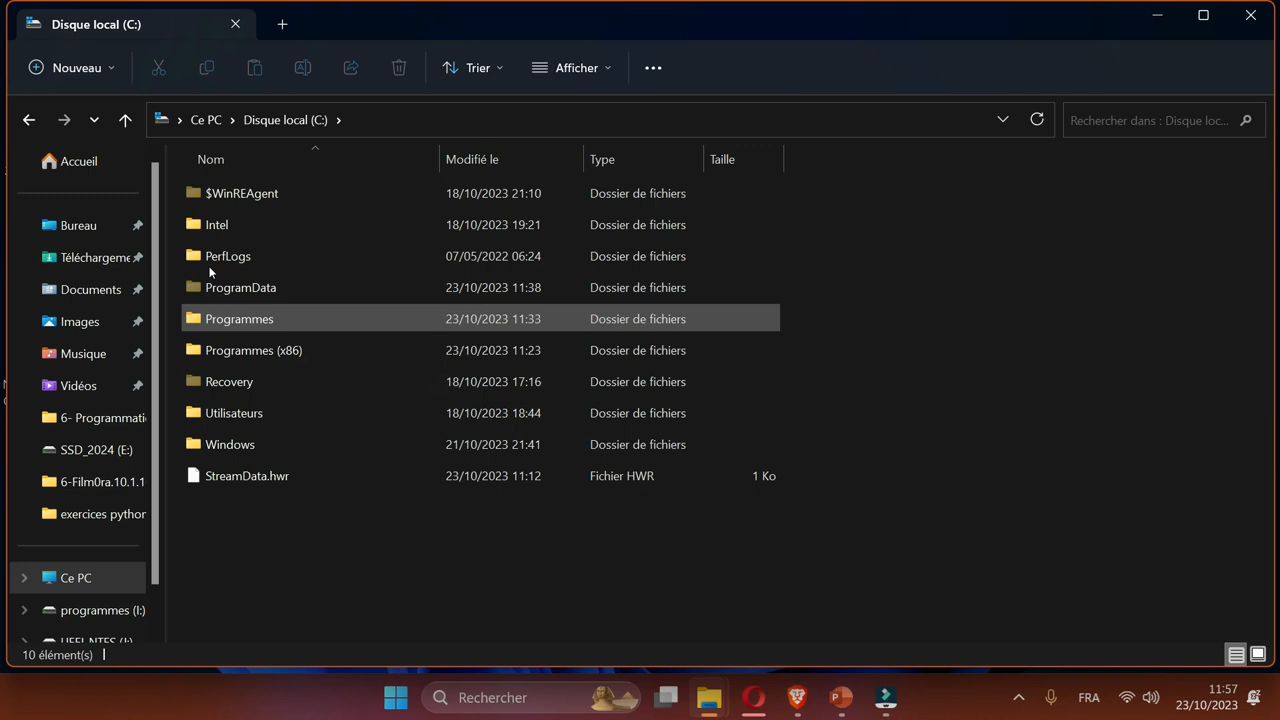 Disque local (C:)
Nouveau
Trier
Afficher
Ce PC
Disque local (C:)
Rechercher dans : Disque loc...
Accueil
Bureau
Téléchargeme
Documents
Images
Musique
Vidéos
6- Programmati
SSD_2024 (E:)
6-Film0ra.10.1.1
exercices python
Ce PC
programmes (I:)
Nom Modifié le Type Taille
$WinREAgent 18/10/2023 21:10 Dossier de fichiers
Intel 18/10/2023 19:21 Dossier de fichiers
PerfLogs 07/05/2022 06:24 Dossier de fichiers
ProgramData 23/10/2023 11:38 Dossier de fichiers
Programmes 23/10/2023 11:33 Dossier de fichiers
Programmes (x86) 23/10/2023 11:23 Dossier de fichiers
Recovery 18/10/2023 17:16 Dossier de fichiers
Utilisateurs 18/10/2023 18:44 Dossier de fichiers
Windows 21/10/2023 21:41 Dossier de fichiers
StreamData.hwr 23/10/2023 11:12 Fichier HWR 1 Ko
10 élément(s)
Rechercher
FRA
11:57
23/10/2023